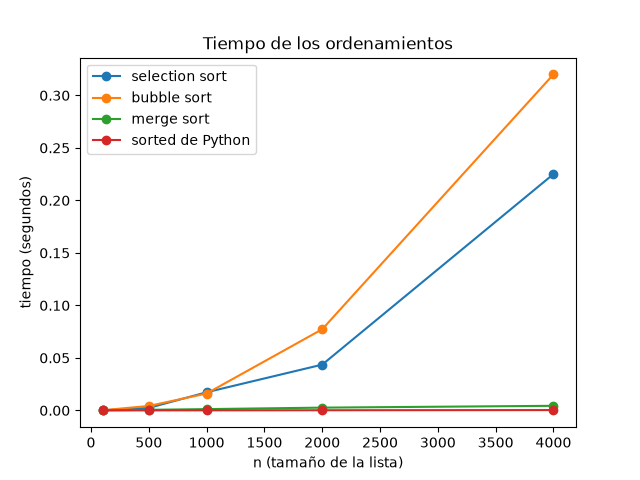 Tiempo de los ordenamientos
selection sort
bubble sort
merge sort
sorted de Python
tiempo (segundos)
0.30
0.25
0.20
0.15
0.10
0.05
0.00
0 500 1000 1500 2000 2500 3000 3500 4000
n (tamaño de la lista)